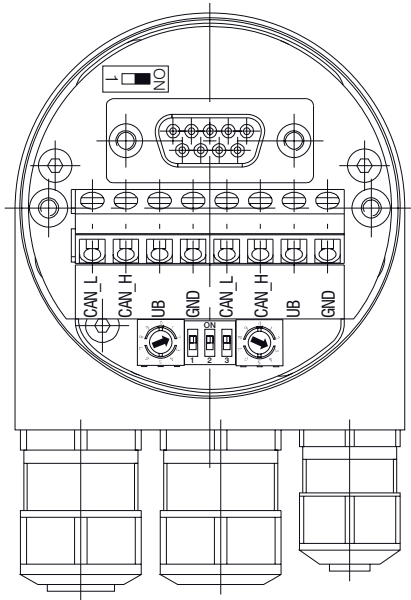 1 ON
CAN_L
CAN_H
UB
GND
CAN_L
CAN_H
UB
GND
ON
1 2 3